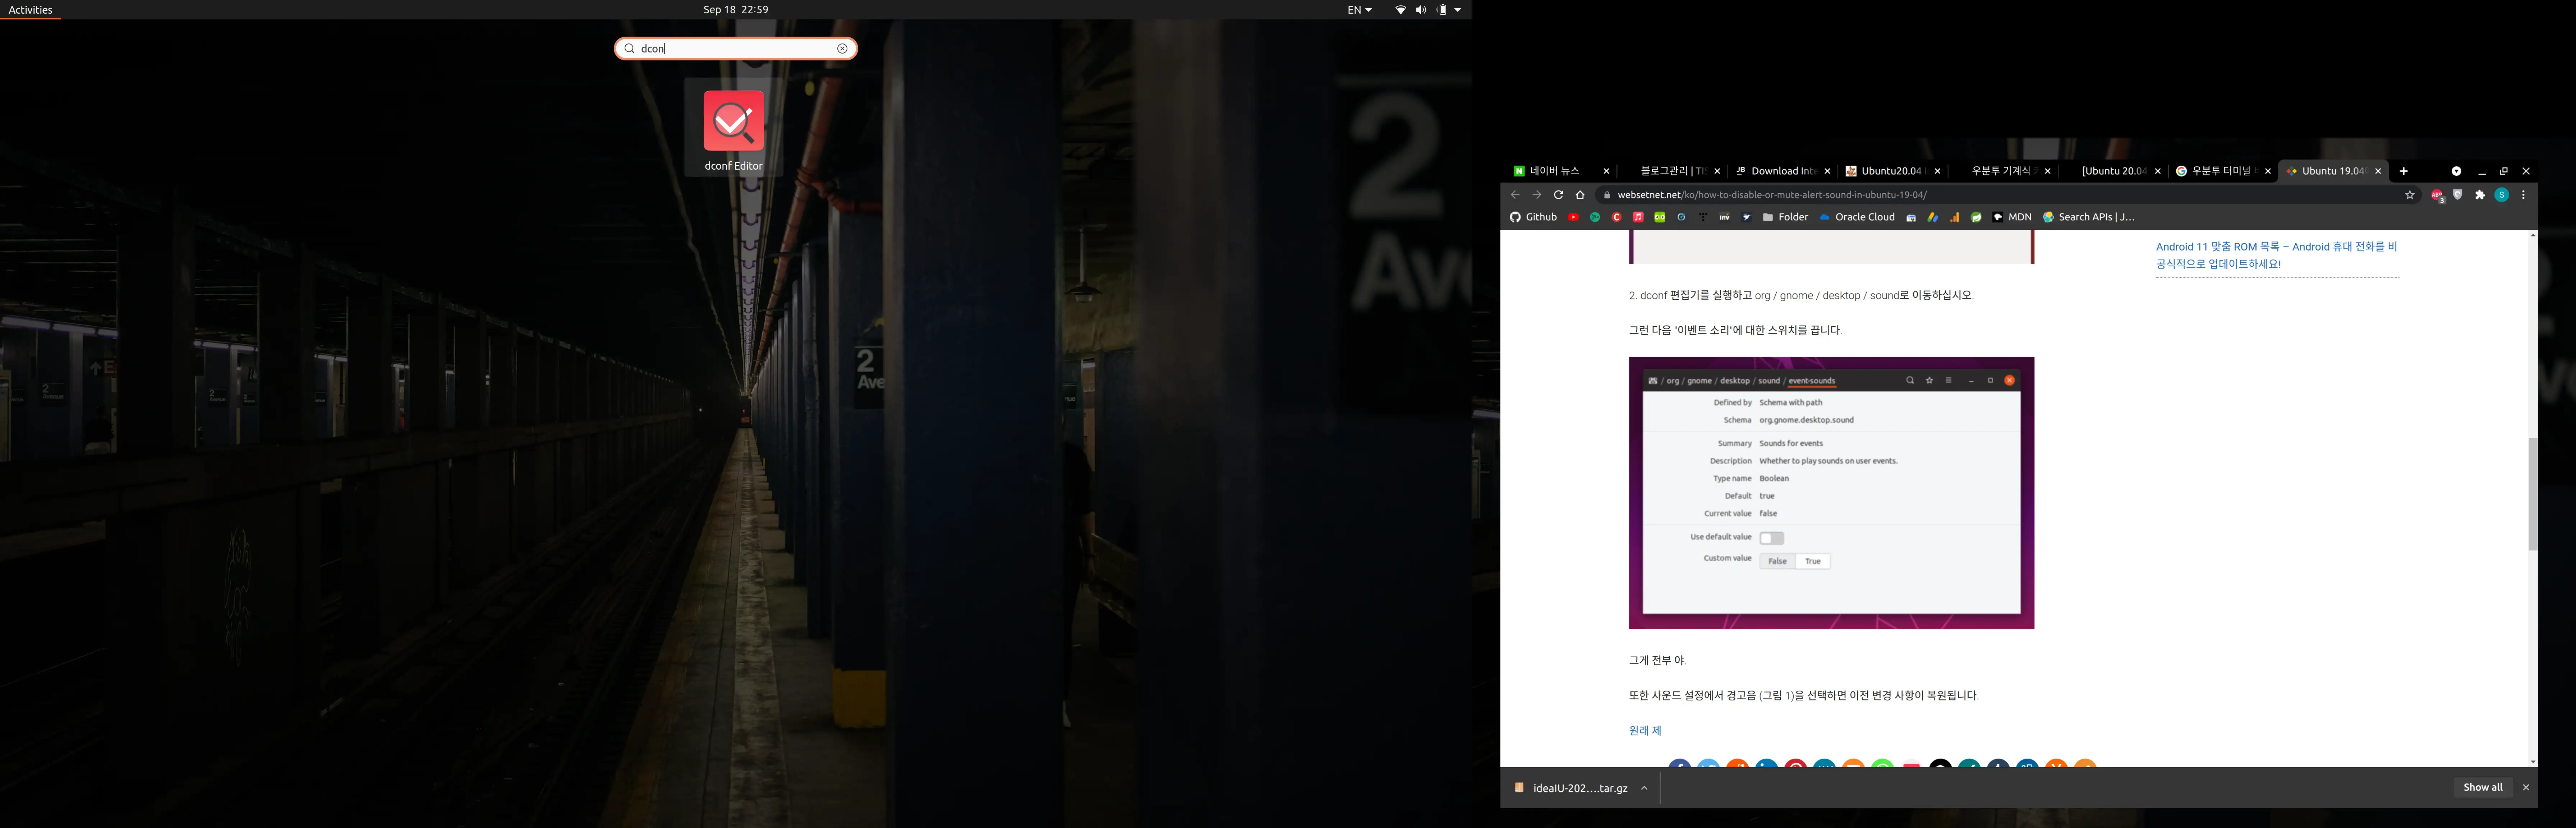 Activities
Sep 18 22:59
EN
dcon
dconf Editor
2
Ave
2
Ave
2
네이버 뉴스
블로그관리 | TIS
Download Inte
Ubuntu20.04
우분투 기계식 키
[Ubuntu 20.04
우분투 터미널
Ubuntu 19.04
websetnet.net/ko/how-to-disable-or-mute-alert-sound-in-ubuntu-19-04/
Github
Folder
Oracle Cloud
MDN
Search APIs | J...
Android 11 맞춤 ROM 목록 – Android 휴대 전화를 비
공식적으로 업데이트하세요!
2. dconf 편집기를 실행하고 org / gnome / desktop / sound로 이동하십시오.
그런 다음 "이벤트 소리"에 대한 스위치를 끕니다.
/ org / gnome / desktop / sound / event-sounds
Defined by Schema with path
Schema org.gnome.desktop.sound
Summary Sounds for events
Description Whether to play sounds on user events.
Type name Boolean
Default true
Current value false
Use default value
Custom value False True
그게 전부 야.
또한 사운드 설정에서 경고음 (그림 1)을 선택하면 이전 변경 사항이 복원됩니다.
원래 제
ideaIU-202....tar.gz
Show all